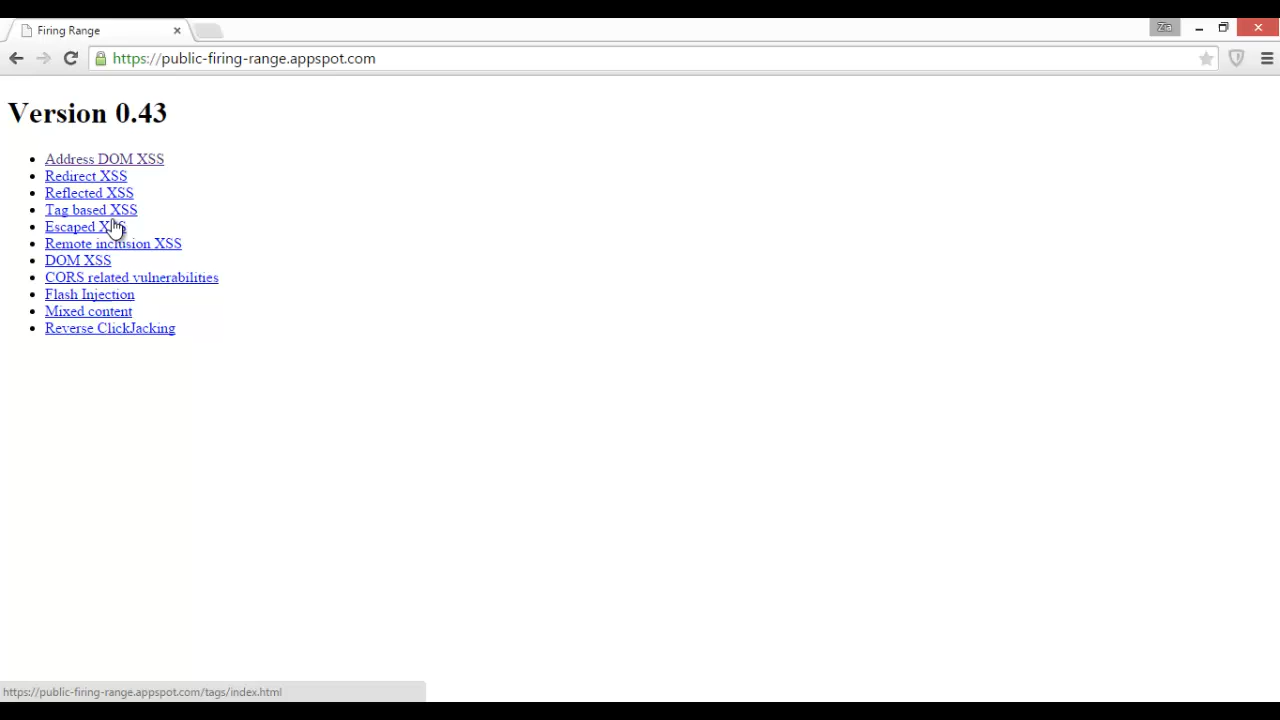 Firing Range
Za
https://public-firing-range.appspot.com
Version 0.43
Address DOM XSS
Redirect XSS
Reflected XSS
Tag based XSS
Escaped XSS
Remote inclusion XSS
DOM XSS
CORS related vulnerabilities
Flash Injection
Mixed content
Reverse ClickJacking
https://public-firing-range.appspot.com/tags/index.html